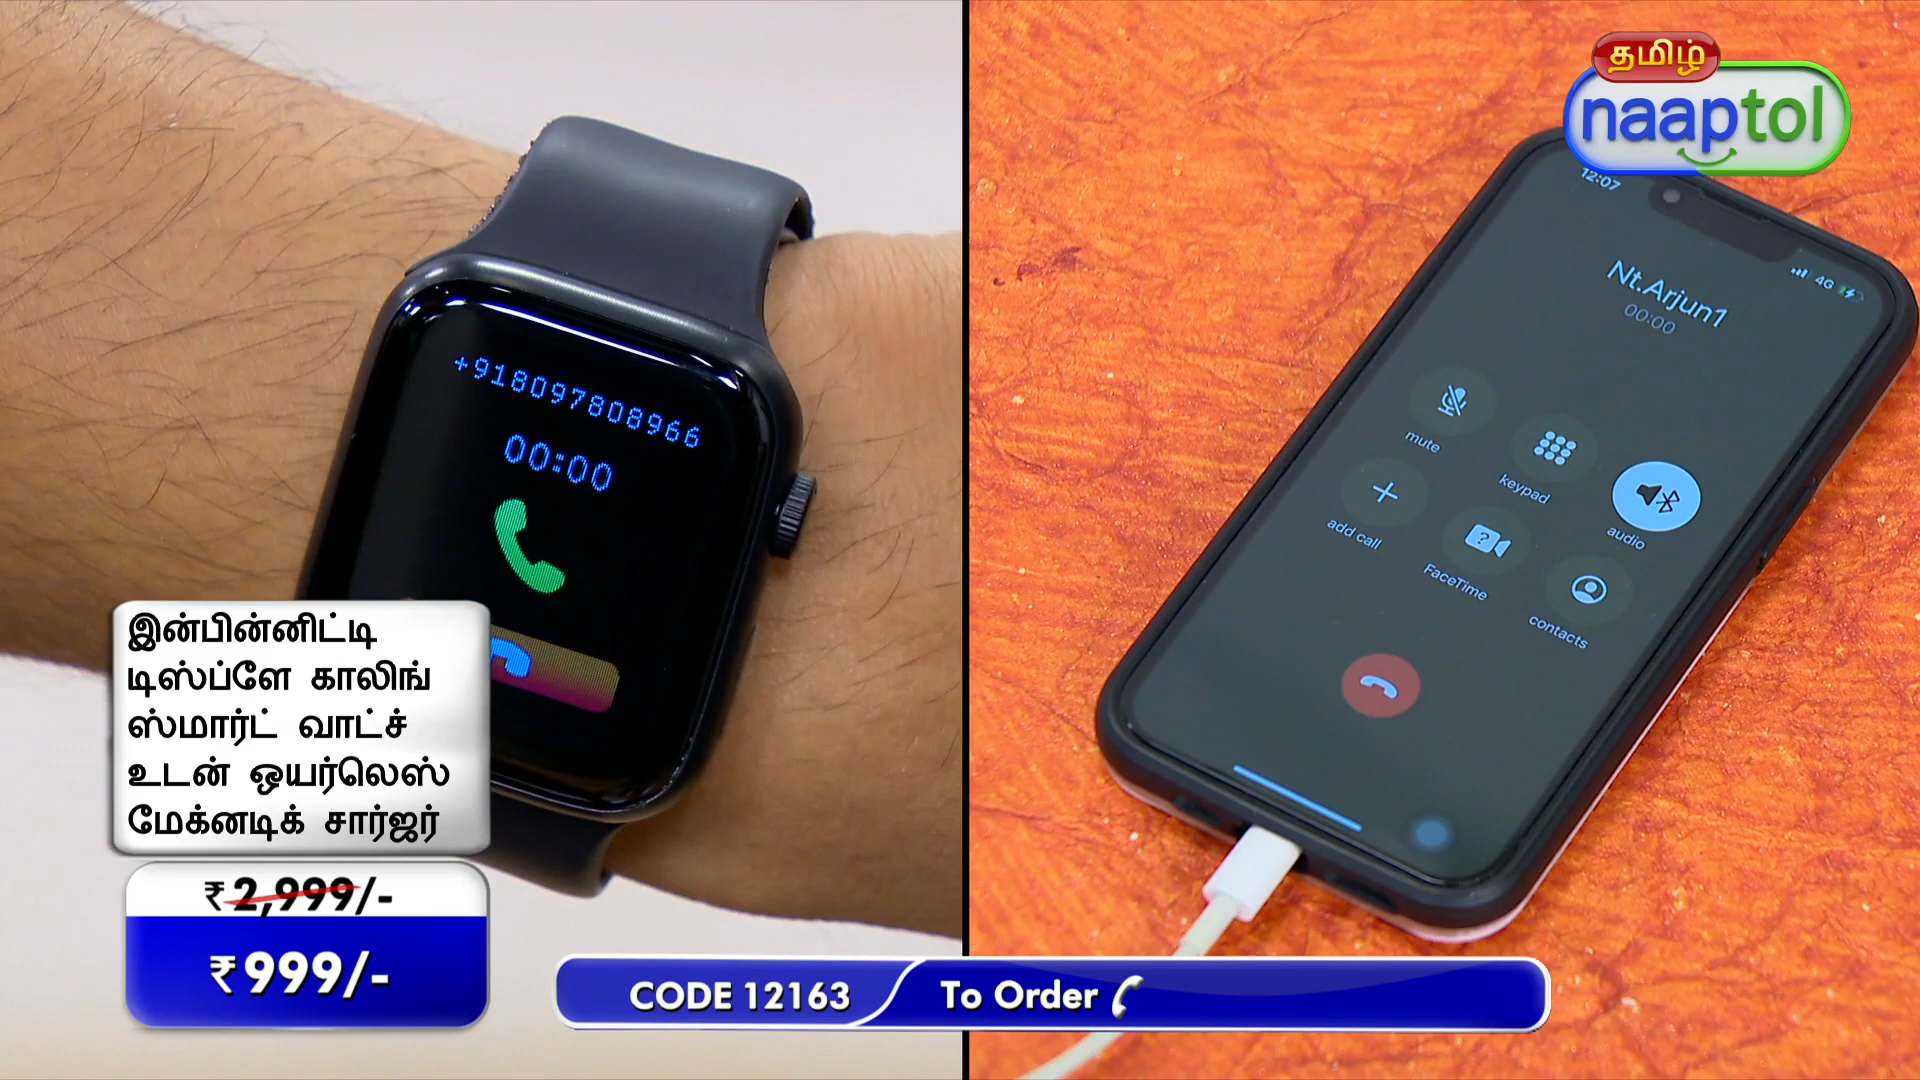 தமிழ்
naaptol
+918097808966
00:00
12:07
4G
Nt.Arjun1
00:00
mute
keypad
audio
add call
FaceTime
contacts
இன்பின்னிட்டி
டிஸ்ப்ளே காலிங்
ஸ்மார்ட் வாட்ச்
உடன் ஒயர்லெஸ்
மேக்னடிக் சார்ஜர்
₹2,999/-
₹999/-
CODE 12163
To Order